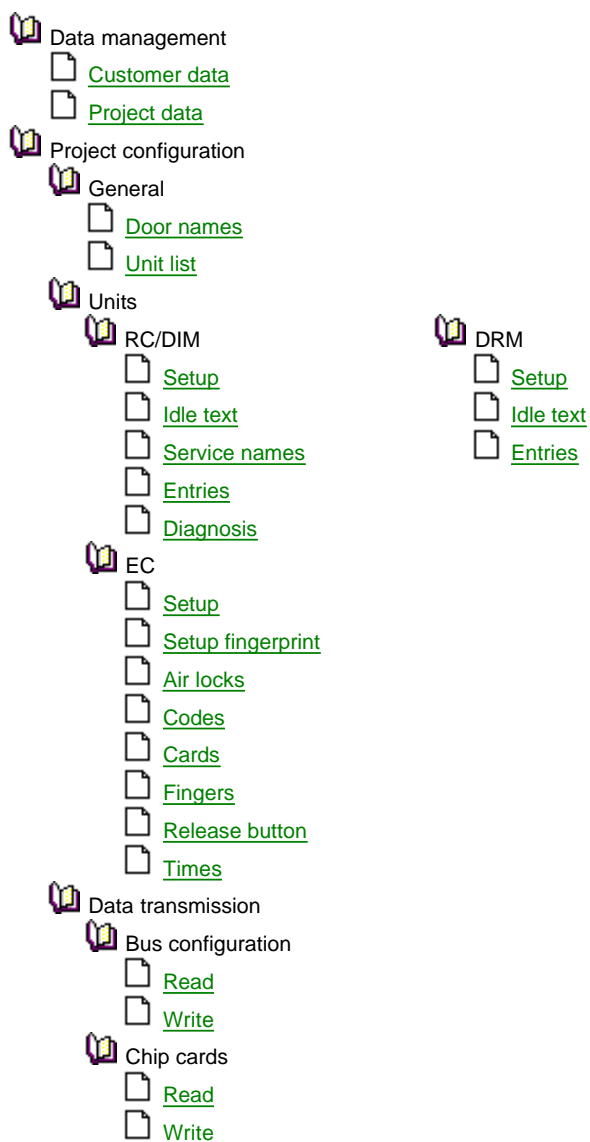 Data management
Customer data
Project data
Project configuration
General
Door names
Unit list
Units
RC/DIM
Setup
Idle text
Service names
Entries
Diagnosis
DRM
Setup
Idle text
Entries
EC
Setup
Setup fingerprint
Air locks
Codes
Cards
Fingers
Release button
Times
Data transmission
Bus configuration
Read
Write
Chip cards
Read
Write